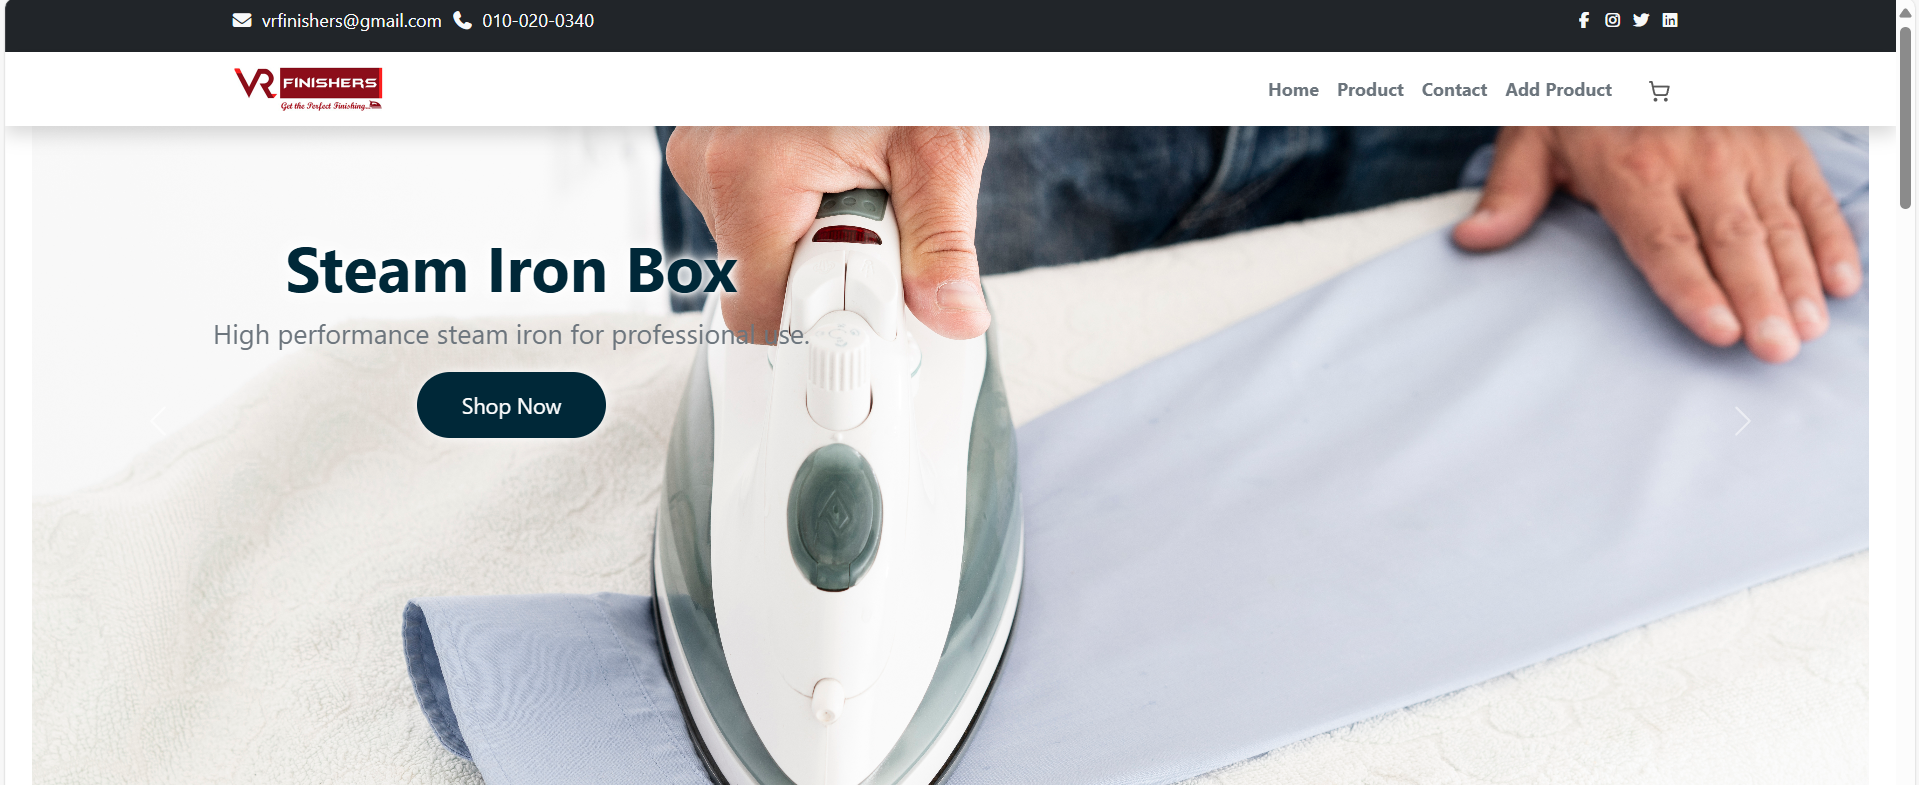 vrfinishers@gmail.com 010-020-0340
VR FINISHERS
Get the Perfect Finishing...
Home Product Contact Add Product
Steam Iron Box
High performance steam iron for professional use.
Shop Now